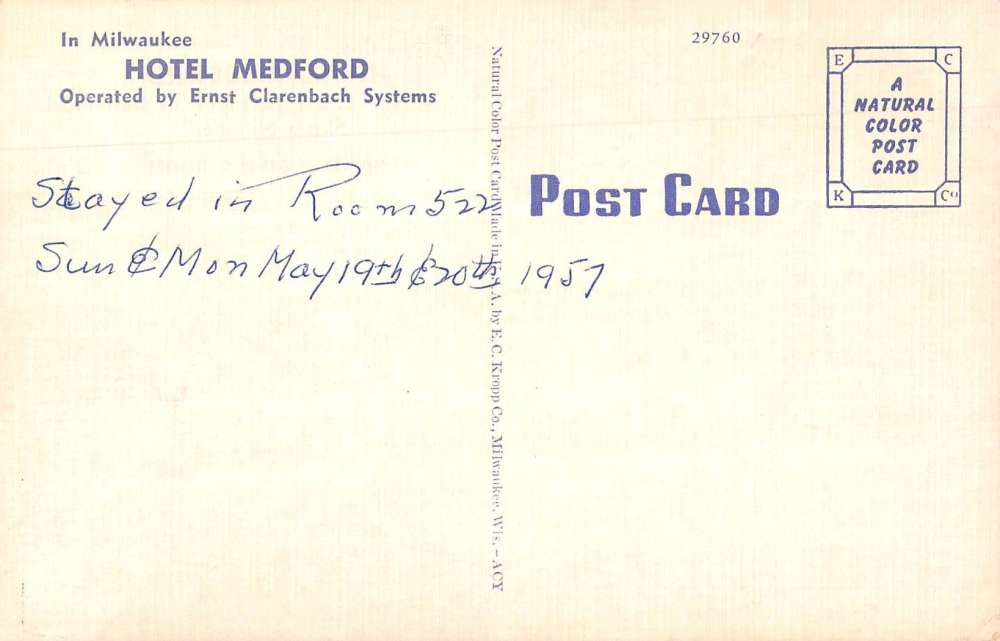 In Milwaukee
HOTEL MEDFORD
Operated by Ernst Clarenbach Systems
Stayed in Room 522
Sun & Mon May 19th & 20th 1957
Natural Color Post Card Made in U.S.A. by E. C. Kropp Co., Milwaukee, Wis. – ACY
29760
POST CARD
E C
A
NATURAL
COLOR
POST
CARD
K Co